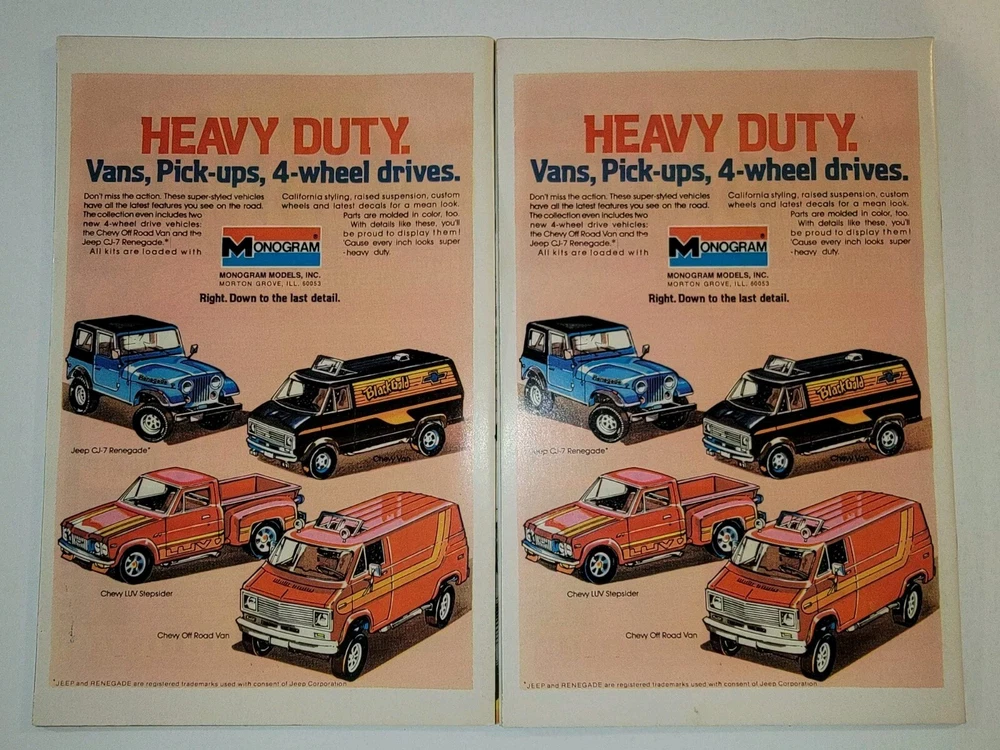 HEAVY DUTY.
Vans, Pick-ups, 4-wheel drives.
Don't miss the action. These super-styled vehicles
have all the latest features you see on the road.
The collection even includes two
new 4-wheel drive vehicles:
the Chevy Off Road Van and the
Jeep CJ-7 Renegade.*
All kits are loaded with
California styling, raised suspension, custom
wheels and latest decals for a mean look.
Parts are molded in color, too.
With details like these, you'll
be proud to display them!
'Cause every inch looks super
-heavy duty.
MONOGRAM
MONOGRAM MODELS, INC.
MORTON GROVE, ILL. 60053
Right. Down to the last detail.
Renegade
Jeep CJ-7 Renegade*
Black Gold
Chevy Van
LUV
Chevy LUV Stepsider
Chevy Off Road Van
*JEEP and RENEGADE are registered trademarks used with consent of Jeep Corporation
HEAVY DUTY.
Vans, Pick-ups, 4-wheel drives.
Don't miss the action. These super-styled vehicles
have all the latest features you see on the road.
The collection even includes two
new 4-wheel drive vehicles:
the Chevy Off Road Van and the
Jeep CJ-7 Renegade.*
All kits are loaded with
California styling, raised suspension, custom
wheels and latest decals for a mean look.
Parts are molded in color, too.
With details like these, you'll
be proud to display them!
'Cause every inch looks super
-heavy duty.
MONOGRAM
MONOGRAM MODELS, INC.
MORTON GROVE, ILL. 60053
Right. Down to the last detail.
Renegade
Jeep CJ-7 Renegade*
Black Gold
Chevy Van
LUV
Chevy LUV Stepsider
Chevy Off Road Van
*JEEP and RENEGADE are registered trademarks used with consent of Jeep Corporation